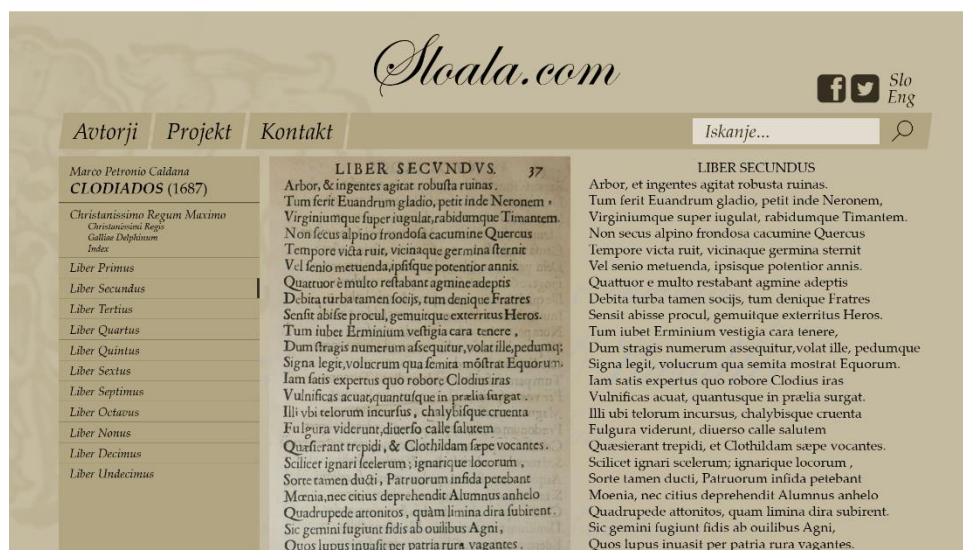 Sloala.com
Slo
Eng
Avtorji Projekt Kontakt
Iskanje...
Marco Petronio Caldana
CLODIADOS (1687)
Christanissimo Regum Maximo
Christanissimi Regis
Galliae Delphinum
Index
Liber Primus
Liber Secundus
Liber Tertius
Liber Quartus
Liber Quintus
Liber Sextus
Liber Septimus
Liber Octavus
Liber Nonus
Liber Decimus
Liber Undecimus
LIBER SECVNDVS. 37
Arbor, & ingentes agitat robuſta ruinas.
Tum ferit Euandrum gladio, petit inde Neronem,
Virginiumque ſuper iugulat, rabidumque Timantem.
Non ſecus alpino frondoſa cacumine Quercus
Tempore victa ruit, vicinaque germina ſternit
Vel ſenio metuenda, ipſiſque potentior annis.
Quattuor è multo reſtabant agmine adeptis
Debita turba tamen ſocijs, tum denique Fratres
Senſit abiſſe procul, gemuitque exterritus Heros.
Tum iubet Erminium veſtigia cara tenere,
Dum ſtragis numerum aſsequitur, volat ille, pedumq;
Signa legit, volucrum qua ſemita mõſtrat Equorum.
Iam ſatis expertus quo robore Clodius iras
Vulnificas acuat, quantuſque in prælia ſurgat.
Illi vbi telorum incurſus, chalybiſque cruenta
Fulgura viderunt, diuerſo calle ſalutem
Quæſierant trepidi, & Clothildam ſæpe vocantes.
Scilicet ignari ſcelerum; ignarique locorum,
Sorte tamen ducti, Patruorum infida petebant
Mœnia, nec citius deprehendit Alumnus anhelo
Quadrupede attonitos, quàm limina dira ſubirent.
Sic gemini fugiunt fidis ab ouilibus Agni,
Quos lupus inuaſit per patria rura vagantes.
LIBER SECUNDUS
Arbor, et ingentes agitat robusta ruinas.
Tum ferit Euandrum gladio, petit inde Neronem,
Virginiumque super iugulat, rabidumque Timantem.
Non secus alpino frondosa cacumine Quercus
Tempore victa ruit, vicinaque germina sternit
Vel senio metuenda, ipsisque potentior annis.
Quattuor e multo restabant agmine adeptis
Debita turba tamen socijs, tum denique Fratres
Sensit abisse procul, gemuitque exterritus Heros.
Tum iubet Erminium vestigia cara tenere,
Dum stragis numerum assequitur,volat ille, pedumque
Signa legit, volucrum qua semita mostrat Equorum.
Iam satis expertus quo robore Clodius iras
Vulnificas acuat, quantusque in prælia surgat.
Illi ubi telorum incursus, chalybisque cruenta
Fulgura viderunt, diuerso calle salutem
Quæsierant trepidi, et Clothildam sæpe vocantes.
Scilicet ignari scelerum; ignarique locorum ,
Sorte tamen ducti, Patruorum infida petebant
Moenia, nec citius deprehendit Alumnus anhelo
Quadrupede attonitos, quam limina dira subirent.
Sic gemini fugiunt fidis ab ouilibus Agni,
Quos lupus inuasit per patria rura vagantes.